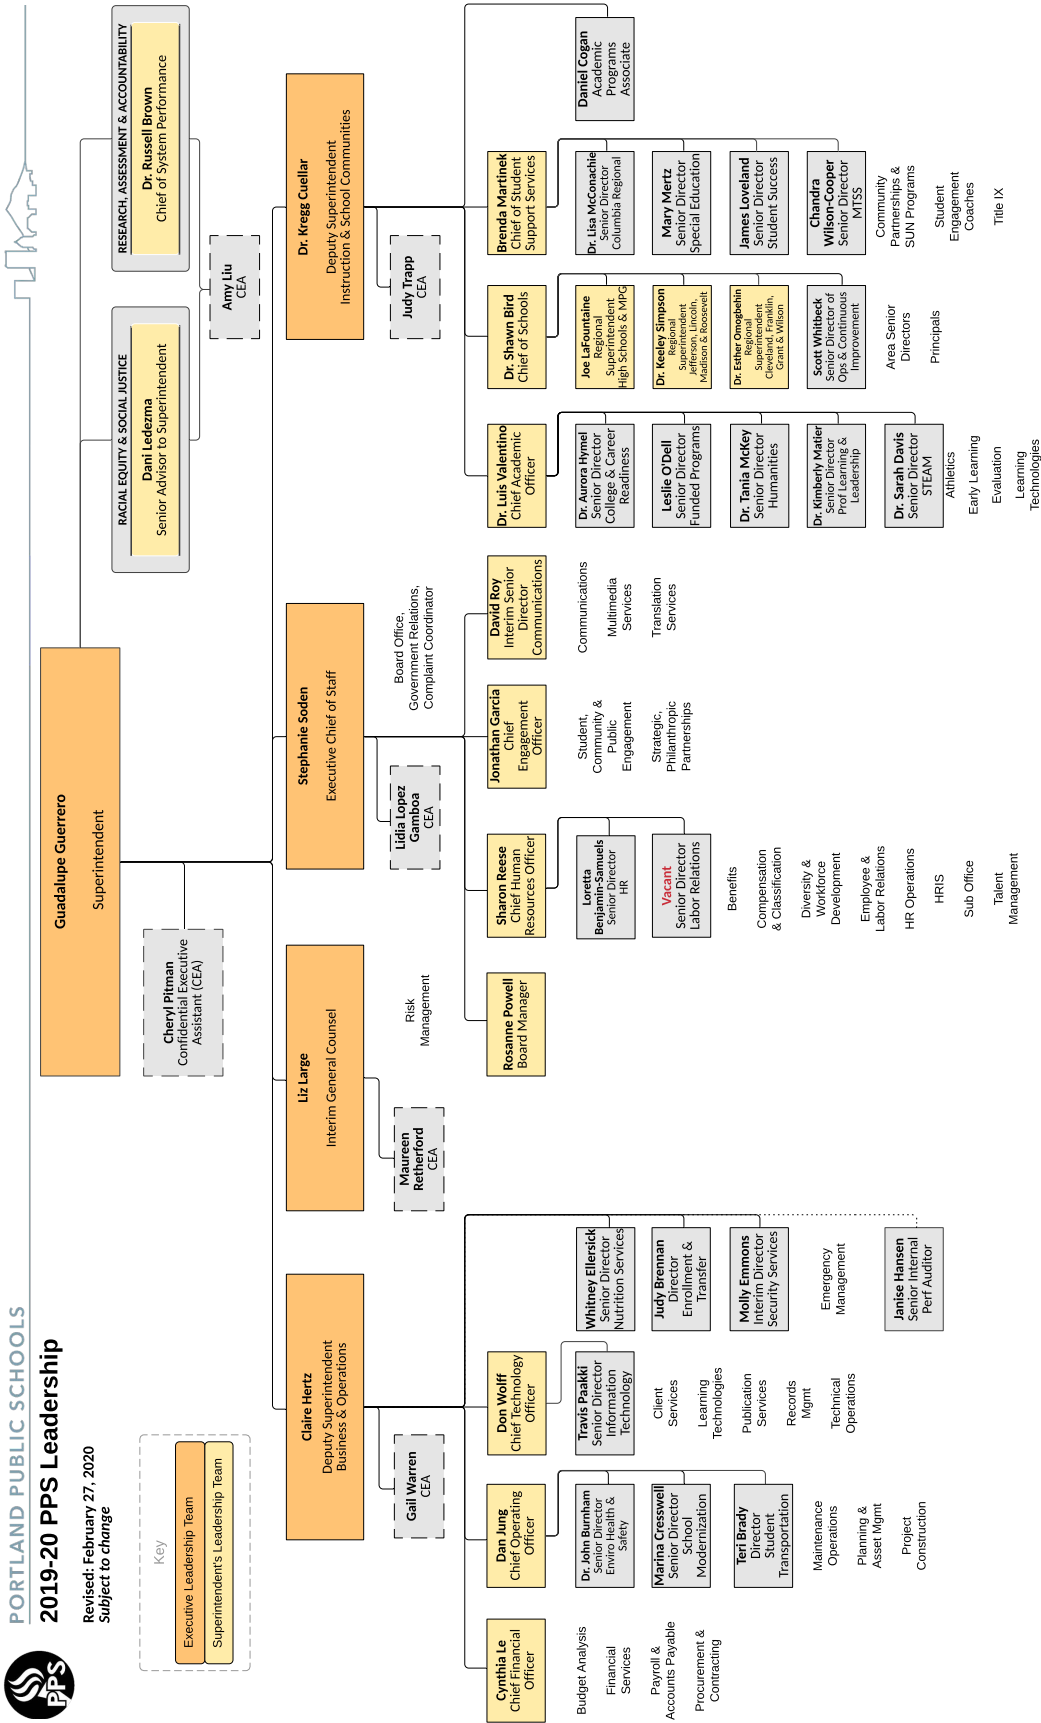 PPS
PORTLAND PUBLIC SCHOOLS
2019-20 PPS Leadership
Revised: February 27, 2020
Subject to change
Key
Executive Leadership Team
Superintendent's Leadership Team
Guadalupe Guerrero
Superintendent
Cheryl Pitman
Confidential Executive
Assistant (CEA)
RACIAL EQUITY & SOCIAL JUSTICE
Dani Ledezma
Senior Advisor to Superintendent
RESEARCH, ASSESSMENT & ACCOUNTABILITY
Dr. Russell Brown
Chief of System Performance
Amy Liu
CEA
Claire Hertz
Deputy Superintendent
Business & Operations
Gail Warren
CEA
Liz Large
Interim General Counsel
Maureen
Retherford
CEA
Risk
Management
Stephanie Soden
Executive Chief of Staff
Lidia Lopez
Gamboa
CEA
Board Office,
Government Relations,
Complaint Coordinator
Dr. Kregg Cuellar
Deputy Superintendent
Instruction & School Communities
Judy Trapp
CEA
Cynthia Le
Chief Financial
Officer
Budget Analysis
Financial
Services
Payroll &
Accounts Payable
Procurement &
Contracting
Dan Jung
Chief Operating
Officer
Dr. John Burnham
Senior Director
Enviro Health &
Safety
Marina Cresswell
Senior Director
School
Modernization
Teri Brady
Director
Student
Transportation
Maintenance
Operations
Planning &
Asset Mgmt
Project
Construction
Don Wolff
Chief Technology
Officer
Travis Paakki
Senior Director
Information
Technology
Client
Services
Learning
Technologies
Publication
Services
Records
Mgmt
Technical
Operations
Whitney Ellersick
Senior Director
Nutrition Services
Judy Brennan
Director
Enrollment &
Transfer
Molly Emmons
Interim Director
Security Services
Emergency
Management
Janise Hansen
Senior Internal
Perf Auditor
Rosanne Powell
Board Manager
Sharon Reese
Chief Human
Resources Officer
Loretta
Benjamin-Samuels
Senior Director
HR
Vacant
Senior Director
Labor Relations
Benefits
Compensation
& Classification
Diversity &
Workforce
Development
Employee &
Labor Relations
HR Operations
HRIS
Sub Office
Talent
Management
Jonathan Garcia
Chief
Engagement
Officer
Student,
Community &
Public
Engagement
Strategic,
Philanthropic
Partnerships
David Roy
Interim Senior
Director
Communications
Communications
Multimedia
Services
Translation
Services
Dr. Luis Valentino
Chief Academic
Officer
Dr. Aurora Hymel
Senior Director
College & Career
Readiness
Leslie O'Dell
Senior Director
Funded Programs
Dr. Tania McKey
Senior Director
Humanities
Dr. Kimberly Matier
Senior Director
Prof Learning &
Leadership
Dr. Sarah Davis
Senior Director
STEAM
Athletics
Early Learning
Evaluation
Learning
Technologies
Dr. Shawn Bird
Chief of Schools
Joe LaFountaine
Regional
Superintendent
High Schools & MPG
Dr. Keeley Simpson
Regional
Superintendent
Jefferson, Lincoln,
Madison & Roosevelt
Dr. Esther Omogbehin
Regional
Superintendent
Cleveland, Franklin,
Grant & Wilson
Scott Whitbeck
Senior Director of
Ops & Continuous
Improvement
Area Senior
Directors
Principals
Brenda Martinek
Chief of Student
Support Services
Dr. Lisa McConachie
Senior Director
Columbia Regional
Mary Mertz
Senior Director
Special Education
James Loveland
Senior Director
Student Success
Chandra
Wilson-Cooper
Senior Director
MTSS
Community
Partnerships &
SUN Programs
Student
Engagement
Coaches
Title IX
Daniel Cogan
Academic
Programs
Associate